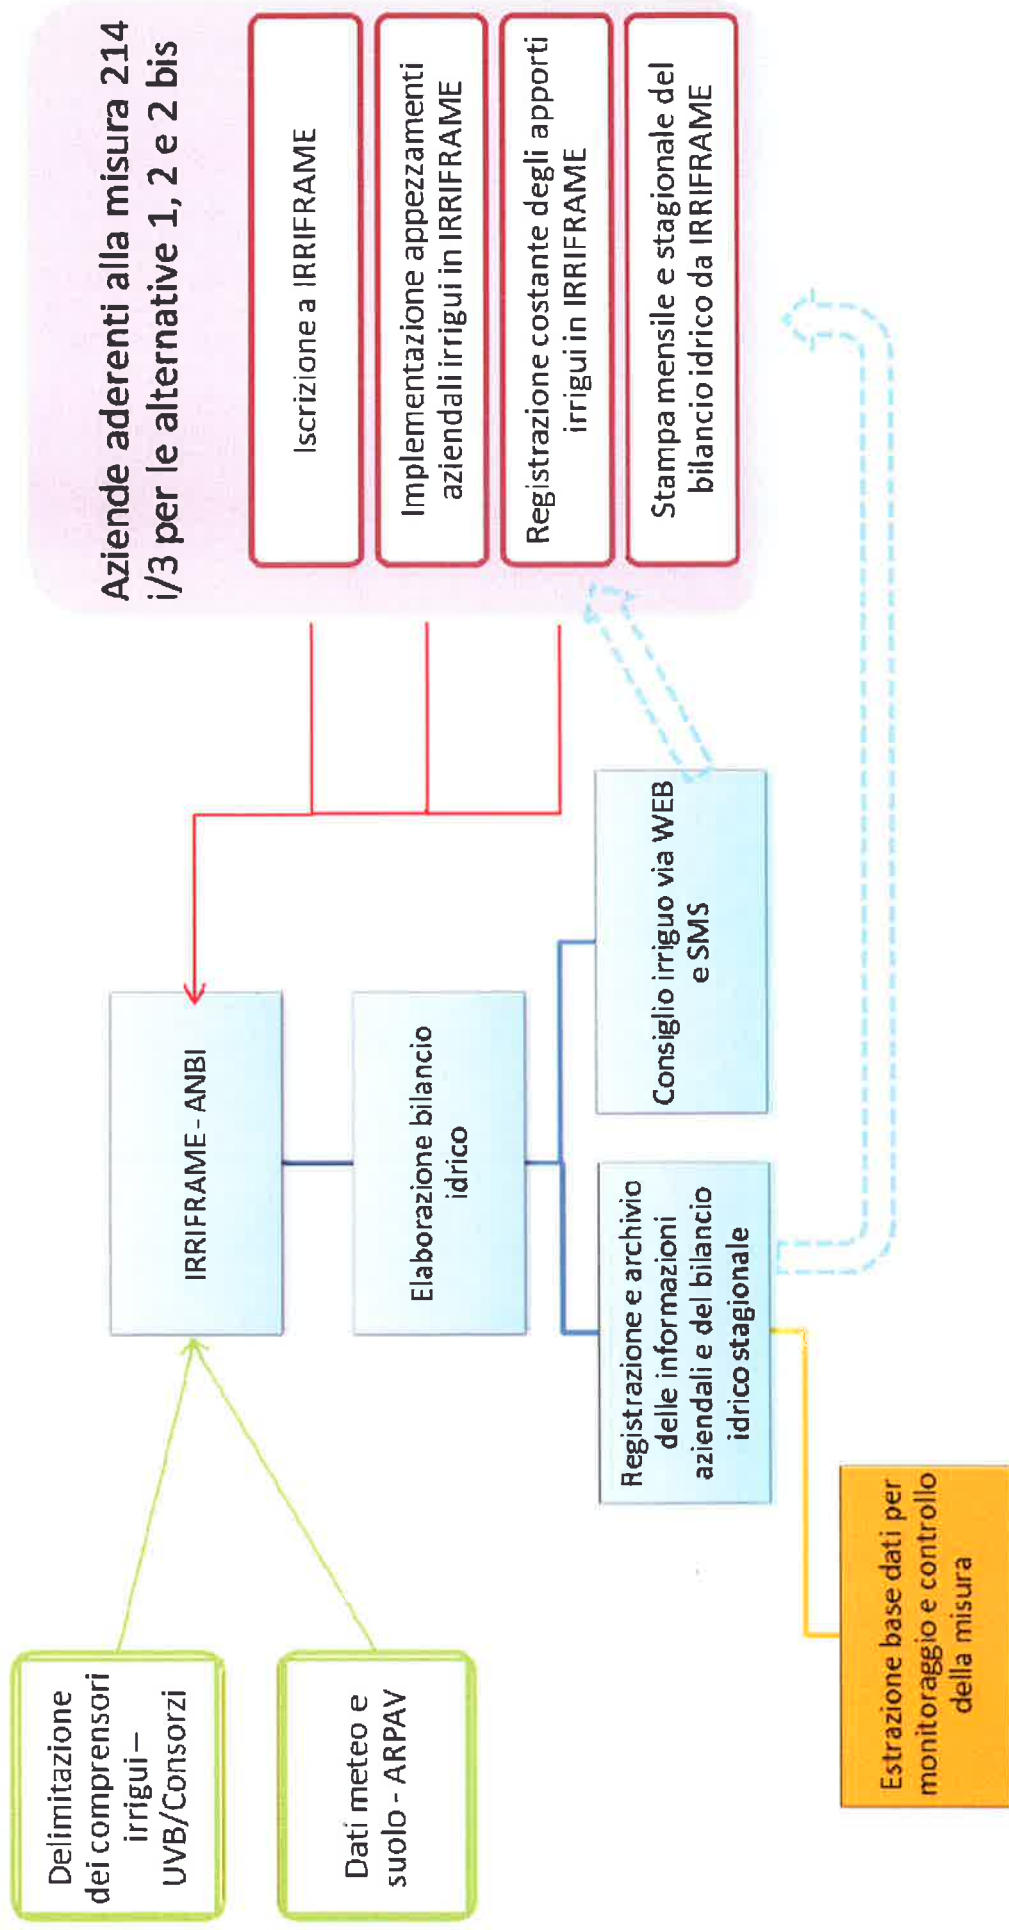 Delimitazione
dei comprensori
irrigui –
UVB/Consorzi
Dati meteo e
suolo - ARPAV
IRRIFRAME - ANBI
Elaborazione bilancio
idrico
Registrazione e archivio
delle informazioni
aziendali e del bilancio
idrico stagionale
Consiglio irriguo via WEB
e SMS
Estrazione base dati per
monitoraggio e controllo
della misura
Aziende aderenti alla misura 214
i/3 per le alternative 1, 2 e 2 bis
Iscrizione a IRRIFRAME
Implementazione appezzamenti
aziendali irrigui in IRRIFRAME
Registrazione costante degli apporti
irrigui in IRRIFRAME
Stampa mensile e stagionale del
bilancio idrico da IRRIFRAME